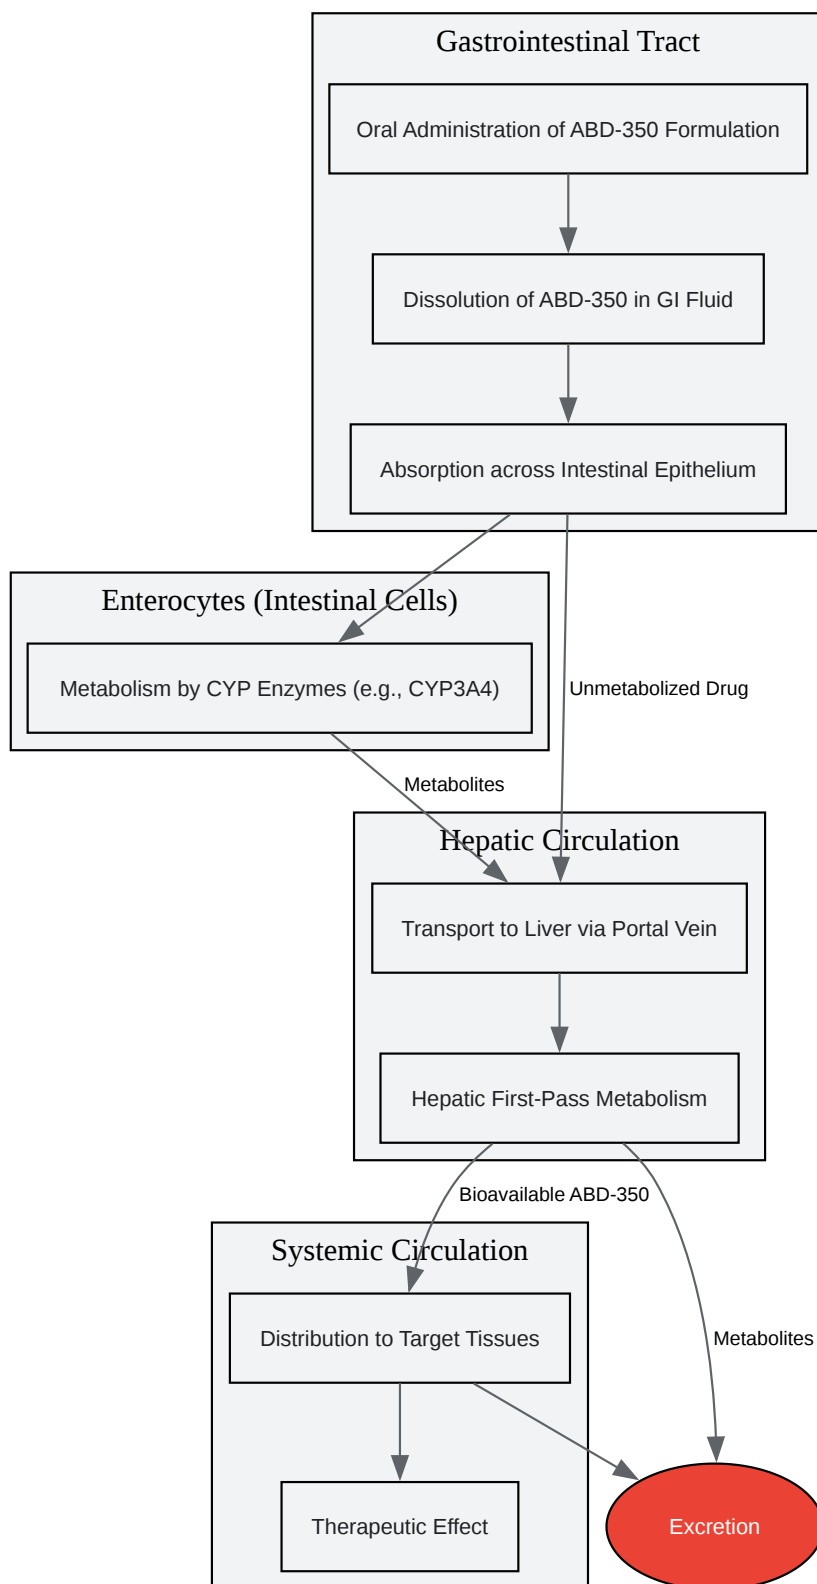 Gastrointestinal Tract
Oral Administration of ABD-350 Formulation
Dissolution of ABD-350 in GI Fluid
Absorption across Intestinal Epithelium
Enterocytes (Intestinal Cells)
Metabolism by CYP Enzymes (e.g., CYP3A4)
Unmetabolized Drug
Metabolites
Hepatic Circulation
Transport to Liver via Portal Vein
Hepatic First-Pass Metabolism
Bioavailable ABD-350
Systemic Circulation
Distribution to Target Tissues
Metabolites
Therapeutic Effect
Excretion